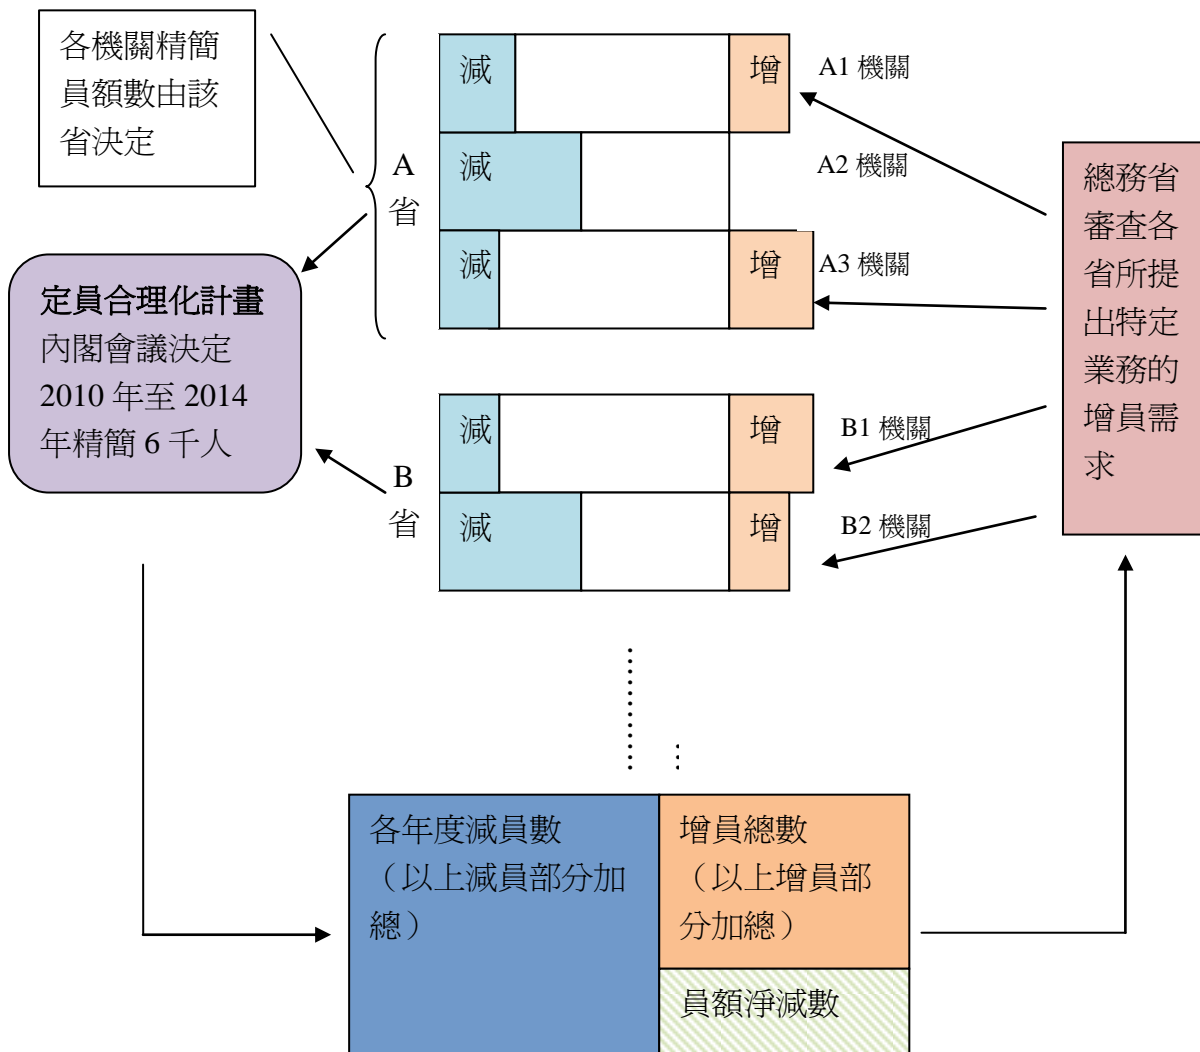 各機關精簡
員額數由該
省決定
定員合理化計畫
內閣會議決定
2010 年至 2014
年精簡 6 千人
A
省
減
增
A1 機關
減
A2 機關
減
增
A3 機關
B
省
減
增
B1 機關
減
增
B2 機關
總務省
審查各
省所提
出特定
業務的
增員需
求
各年度減員數
（以上減員部分加
總）
增員總數
（以上增員部
分加總）
員額淨減數